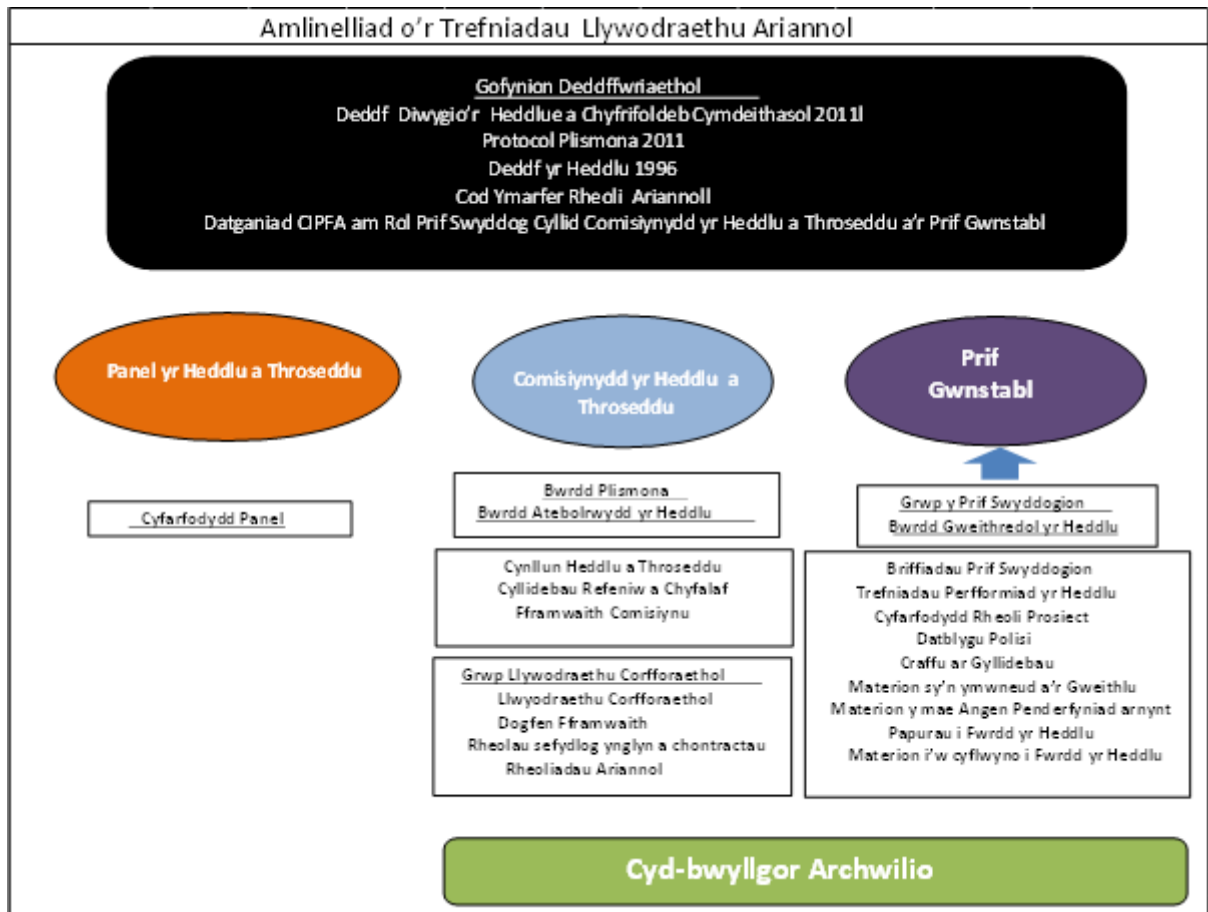 Amlinelliad o'r Trefniadau Llywodraethu Ariannol
Gofynion Deddffwriaethol
Deddf Diwygio'r Heddlue a Chyfrifoldeb Cymdeithasol 2011l
Protocol Plismona 2011
Deddf yr Heddlu 1996
Cod Ymarfer Rheoli Ariannoll
Datganiad CIPFA am Rol Prif Swyddog Cyllid Comisiynydd yr Heddlu a Throseddu a'r Prif Gwnstabl
Panel yr Heddlu a Throseddu
Comisiynydd yr Heddlu a
Throseddu
Prif
Gwnstabl
Cyfarfodydd Panel
Bwrdd Plismona
Bwrdd Atebolrwydd yr Heddlu
Cynllun Heddlu a Throseddu
Cyllidebau Refeniw a Chyfalaf
Fframwaith Comisiynu
Grwp Llywodraethu Corfforaethol
Llwyodraethu Corfforaethol
Dogfen Fframwaith
Rheolau sefydlog ynglyn a chontractau
Rheoliadau Ariannol
Grwp y Prif Swyddogion
Bwrdd Gweithredol yr Heddlu
Briffiadau Prif Swyddogion
Trefniadau Perfformiad yr Heddlu
Cyfarfodydd Rheoli Prosiect
Datblygu Polisi
Craffu ar Gyllidebau
Materion sy'n ymwneud a'r Gweithlu
Materion y mae Angen Penderfyniad arnynt
Papurau i Fwrdd yr Heddlu
Materion i'w cyflwyno i Fwrdd yr Heddlu
Cyd-bwyllgor Archwilio